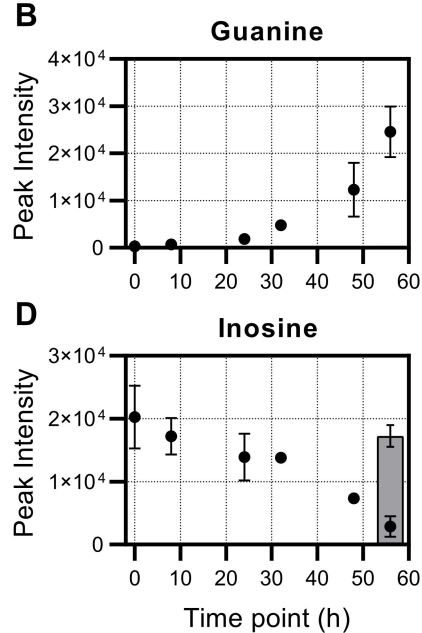 B
Guanine
Peak Intensity
4×10⁴
3×10⁴
2×10⁴
1×10⁴
0
0 10 20 30 40 50 60
D
Inosine
Peak Intensity
3×10⁴
2×10⁴
1×10⁴
0
0 10 20 30 40 50 60
Time point (h)